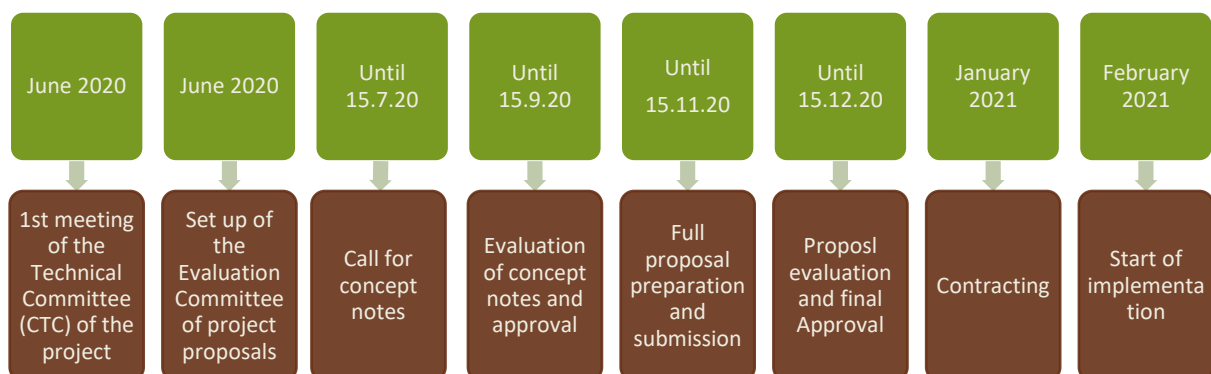 June 2020
June 2020
Until
15.7.20
Until
15.9.20
Until
15.11.20
Until
15.12.20
January
2021
February
2021
1st meeting
of the
Technical
Committee
(CTC) of the
project
Set up of
the
Evaluation
Committee
of project
proposals
Call for
concept
notes
Evaluation
of concept
notes and
approval
Full
proposal
preparation
and
submission
Proposl
evaluation
and final
Approval
Contracting
Start of
implementa
tion